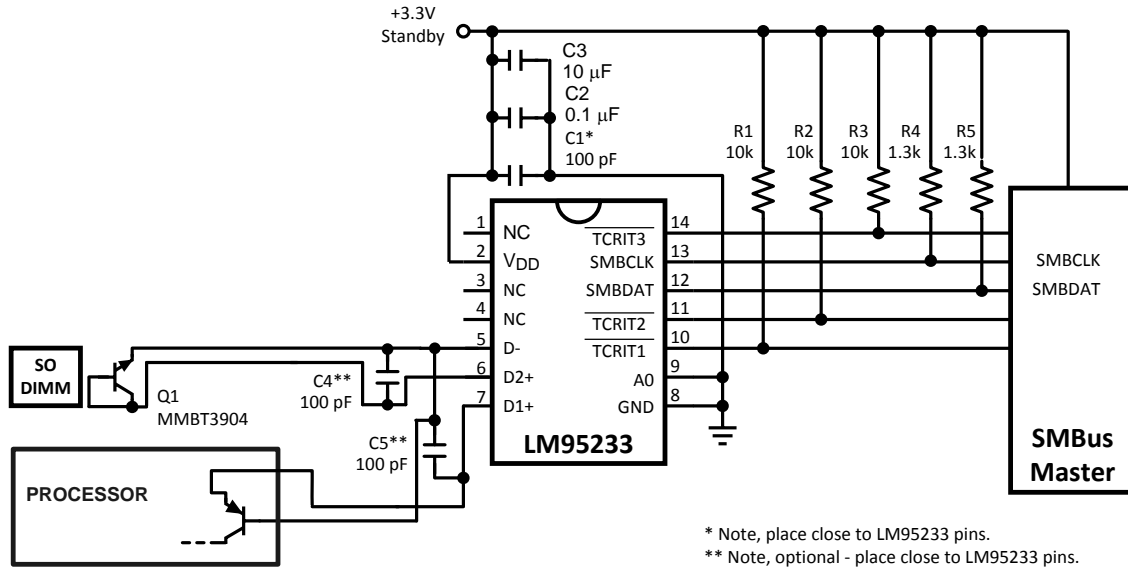 +3.3V
Standby
C3
10 μF
C2
0.1 μF
C1*
100 pF
R1
10k
R2
10k
R3
10k
R4
1.3k
R5
1.3k
1
NC
2
VDD
3
NC
4
NC
5
D-
6
D2+
7
D1+
TCRIT3
14
SMBCLK
13
SMBDAT
12
TCRIT2
11
TCRIT1
10
A0
9
GND
8
LM95233
SMBCLK
SMBDAT
SMBus
Master
SO
DIMM
Q1
MMBT3904
C4**
100 pF
C5**
100 pF
PROCESSOR
* Note, place close to LM95233 pins.
** Note, optional - place close to LM95233 pins.